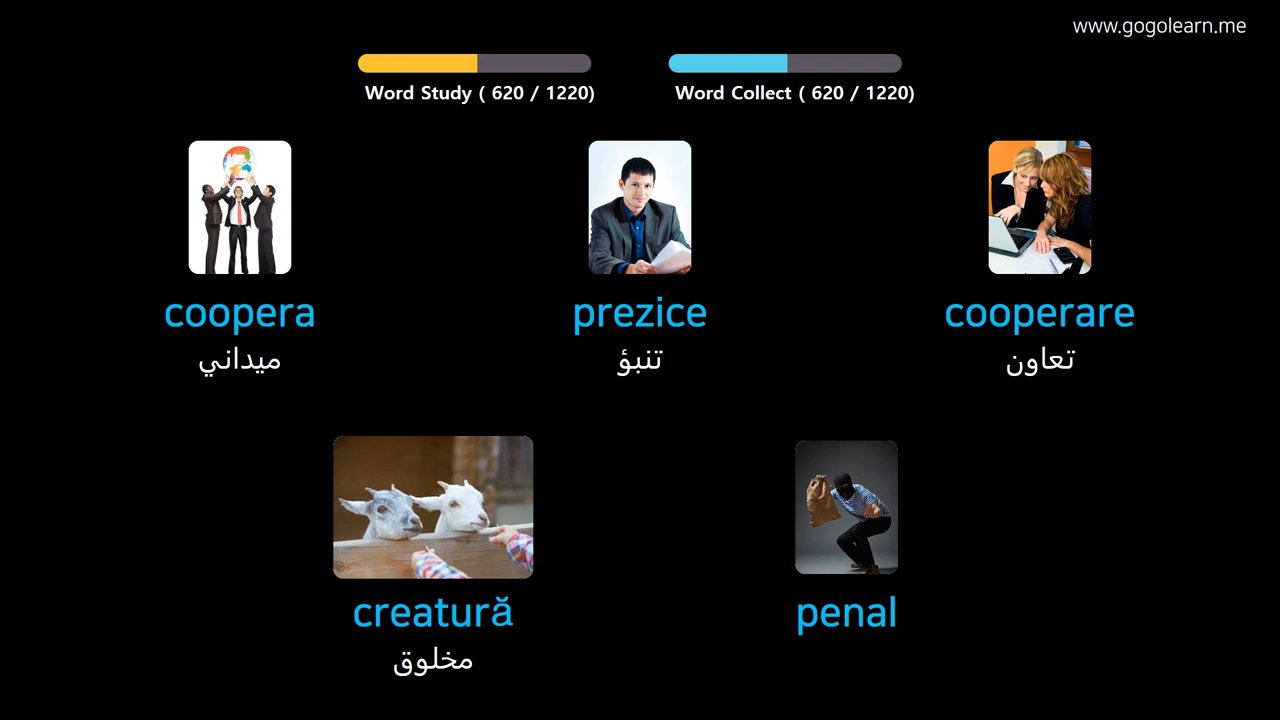 www.gogolearn.me
Word Study ( 620 / 1220)
Word Collect ( 620 / 1220)
coopera
ميداني
prezice
تنبؤ
cooperare
تعاون
creatură
مخلوق
penal